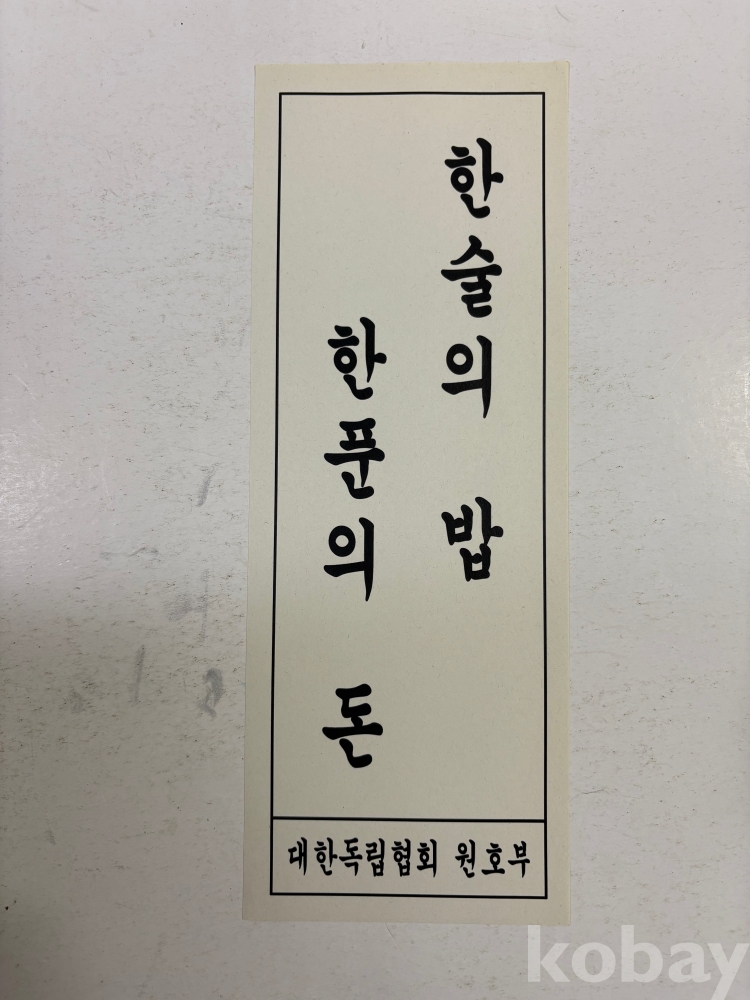 한술의 밥
한푼의 돈
대한독립협회 원호부
kobay